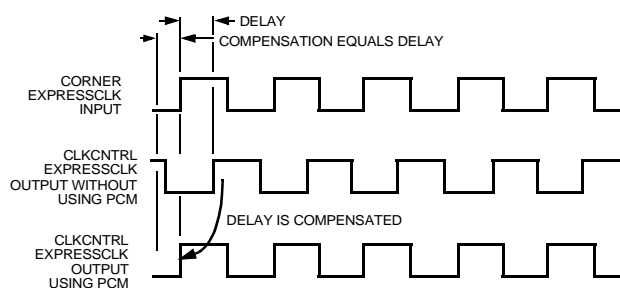 DELAY
COMPENSATION EQUALS DELAY
CORNER
EXPRESSCLK
INPUT
CLKCNTRL
EXPRESSCLK
OUTPUT WITHOUT
USING PCM
DELAY IS COMPENSATED
CLKCNTRL
EXPRESSCLK
OUTPUT
USING PCM